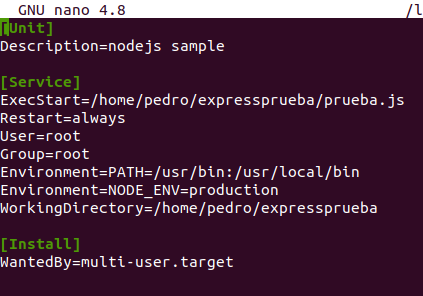 GNU nano 4.8 /l
[Unit]
Description=nodejs sample
[Service]
ExecStart=/home/pedro/expressprueba/prueba.js
Restart=always
User=root
Group=root
Environment=PATH=/usr/bin:/usr/local/bin
Environment=NODE_ENV=production
WorkingDirectory=/home/pedro/expressprueba
[Install]
WantedBy=multi-user.target